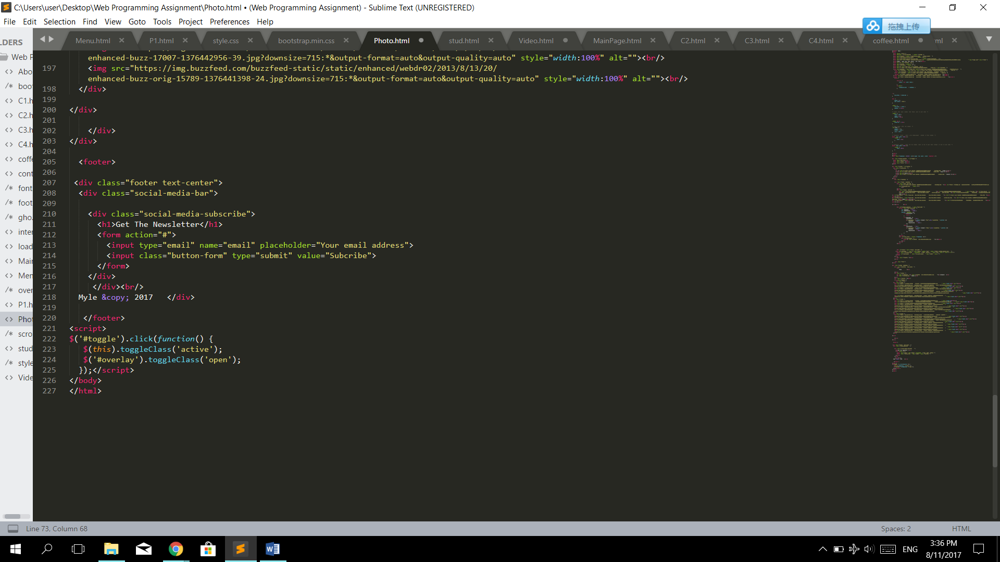 C:\Users\user\Desktop\Web Programming Assignment\Photo.html • (Web Programming Assignment) - Sublime Text (UNREGISTERED)
File Edit Selection Find View Goto Tools Project Preferences Help
拖拽上传
LDERS
Menu.html P1.html style.css bootstrap.min.css Photo.html stud.html Video.html MainPage.html C2.html C3.html C4.html coffee.html ml
Web P
Abo
boot
C1.h
C2.h
C3.h
C4.h
coffe
cont
font
foot
gho.
inter
load
Main
Men
over
P1.h
Phot
scro
stud
style
Vide
enhanced-buzz-17007-1376442956-39.jpg?downsize=715:*&output-format=auto&output-quality=auto" style="width:100%" alt=""><br/>
197 <img src="https://img.buzzfeed.com/buzzfeed-static/static/enhanced/webdr02/2013/8/13/20/
enhanced-buzz-orig-15789-1376441398-24.jpg?downsize=715:*&output-format=auto&output-quality=auto" style="width:100%" alt=""><br/>
198 </div>
199
200 </div>
201
202 </div>
203 </div>
204
205 <footer>
206
207 <div class="footer text-center">
208 <div class="social-media-bar">
209
210 <div class="social-media-subscribe">
211 <h1>Get The Newsletter</h1>
212 <form action="#">
213 <input type="email" name="email" placeholder="Your email address">
214 <input class="button-form" type="submit" value="Subcribe">
215 </form>
216 </div>
217 </div><br/>
218 Myle &copy; 2017 </div>
219
220 </footer>
221 <script>
222 $('#toggle').click(function() {
223 $(this).toggleClass('active');
224 $('#overlay').toggleClass('open');
225 });</script>
226 </body>
227 </html>
Line 73, Column 68
Spaces: 2
HTML
ENG
3:36 PM
8/11/2017